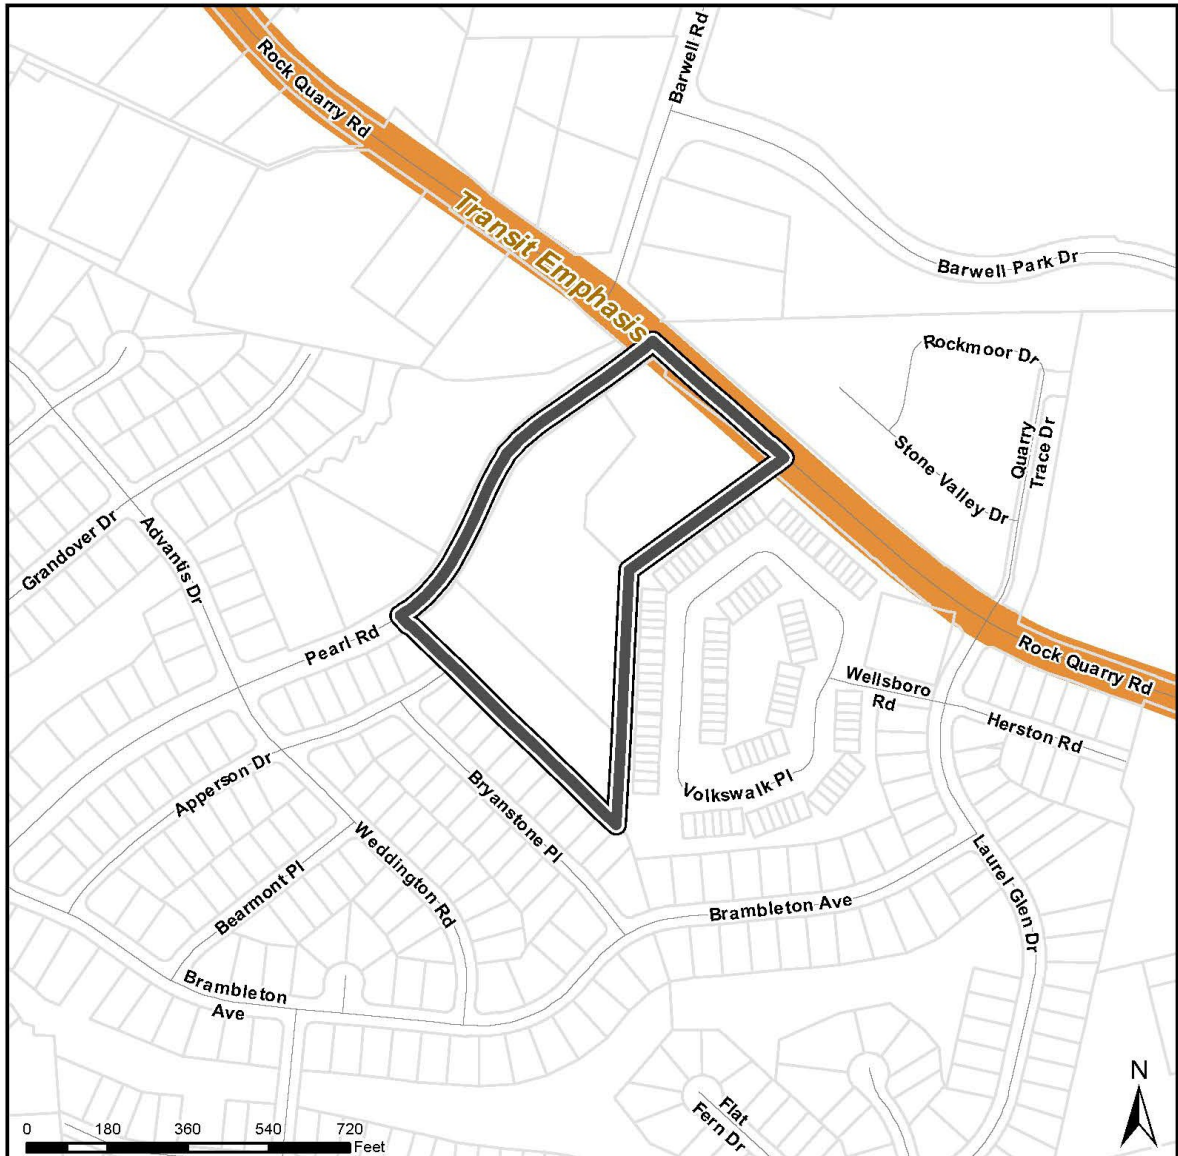 Barwell Rd
Rock Quarry Rd
Transit Emphasis
Barwell Park Dr
Rockmoor Dr
Quarry
Trace Dr
Stone Valley Dr
Grandover Dr
Advantis Dr
Pearl Rd
Rock Quarry Rd
Wellsboro
Rd
Herston Rd
Apperson Dr
Bryanstone Pl
Volkswalk Pl
Weddington Rd
Bearmont Pl
Laurel Glen Dr
Brambleton Ave
Brambleton
Ave
Flat
Fern Dr
N
0 180 360 540 720
Feet